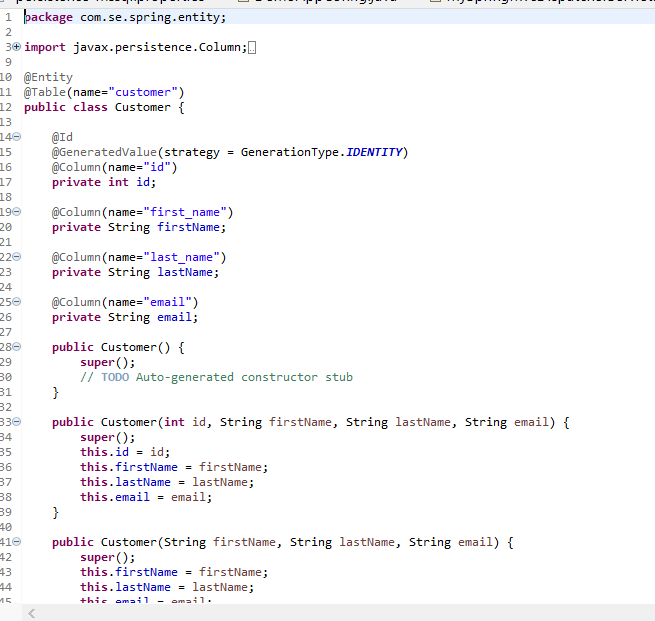 package com.se.spring.entity;
import javax.persistence.Column;
@Entity
@Table(name="customer")
public class Customer {
@Id
@GeneratedValue(strategy = GenerationType.IDENTITY)
@Column(name="id")
private int id;
@Column(name="first_name")
private String firstName;
@Column(name="last_name")
private String lastName;
@Column(name="email")
private String email;
public Customer() {
super();
// TODO Auto-generated constructor stub
}
public Customer(int id, String firstName, String lastName, String email) {
super();
this.id = id;
this.firstName = firstName;
this.lastName = lastName;
this.email = email;
}
public Customer(String firstName, String lastName, String email) {
super();
this.firstName = firstName;
this.lastName = lastName;
this.email = email;